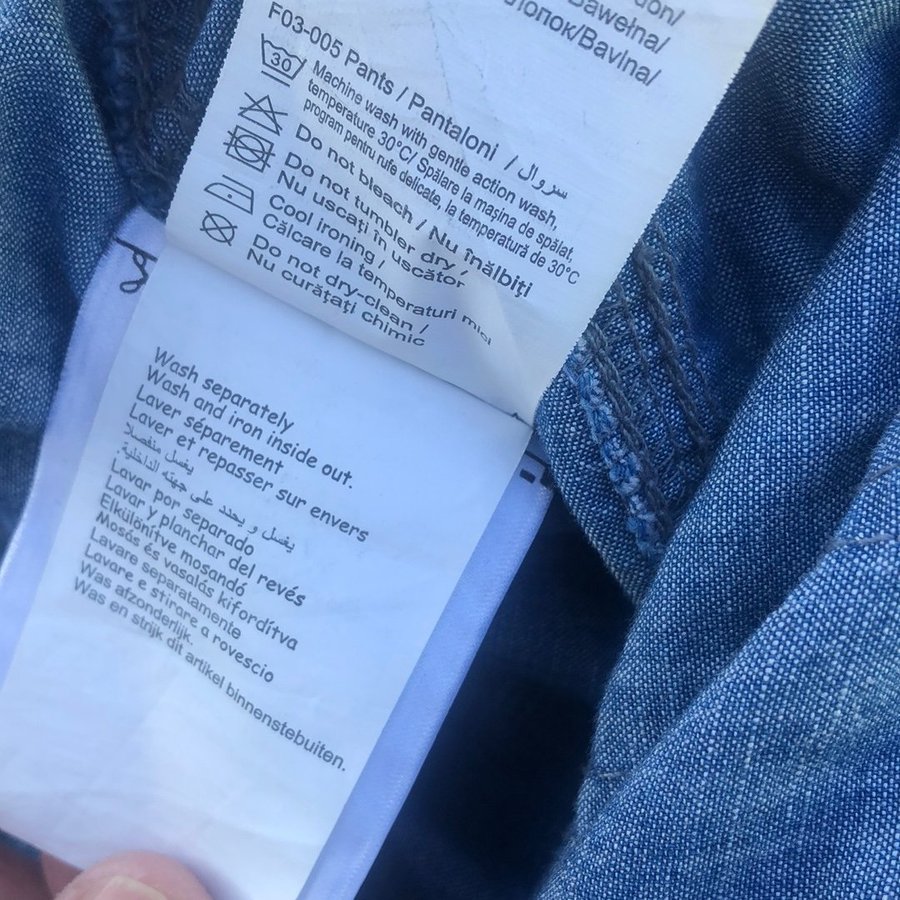 Bawełna/
Bavlna/
F03-005 Pants / Pantaloni / سروال
30
Machine wash with gentle action wash,
temperature 30°C/ Spălare la mașina de spălat,
program pentru rufe delicate, la temperatură de 30°C
Do not bleach / Nu înălbiți
Do not tumbler dry /
Nu uscați în uscător
Cool ironing /
Călcare la temperaturi mici
Do not dry-clean /
Nu curățați chimic
Wash separately
Wash and iron inside out.
Laver séparement
Laver et repasser sur envers
يغسل منفصلا
يغسل و يحدد على جهته الداخلية.
Lavar por separado
Lavar y planchar del revés
Elkülönítve mosandó
Mosás és vasalás kifordítva
Lavare separatamente
Lavare e stirare a rovescio
Was afzonderlijk.
Was en strijk dit artikel binnenstebuiten.